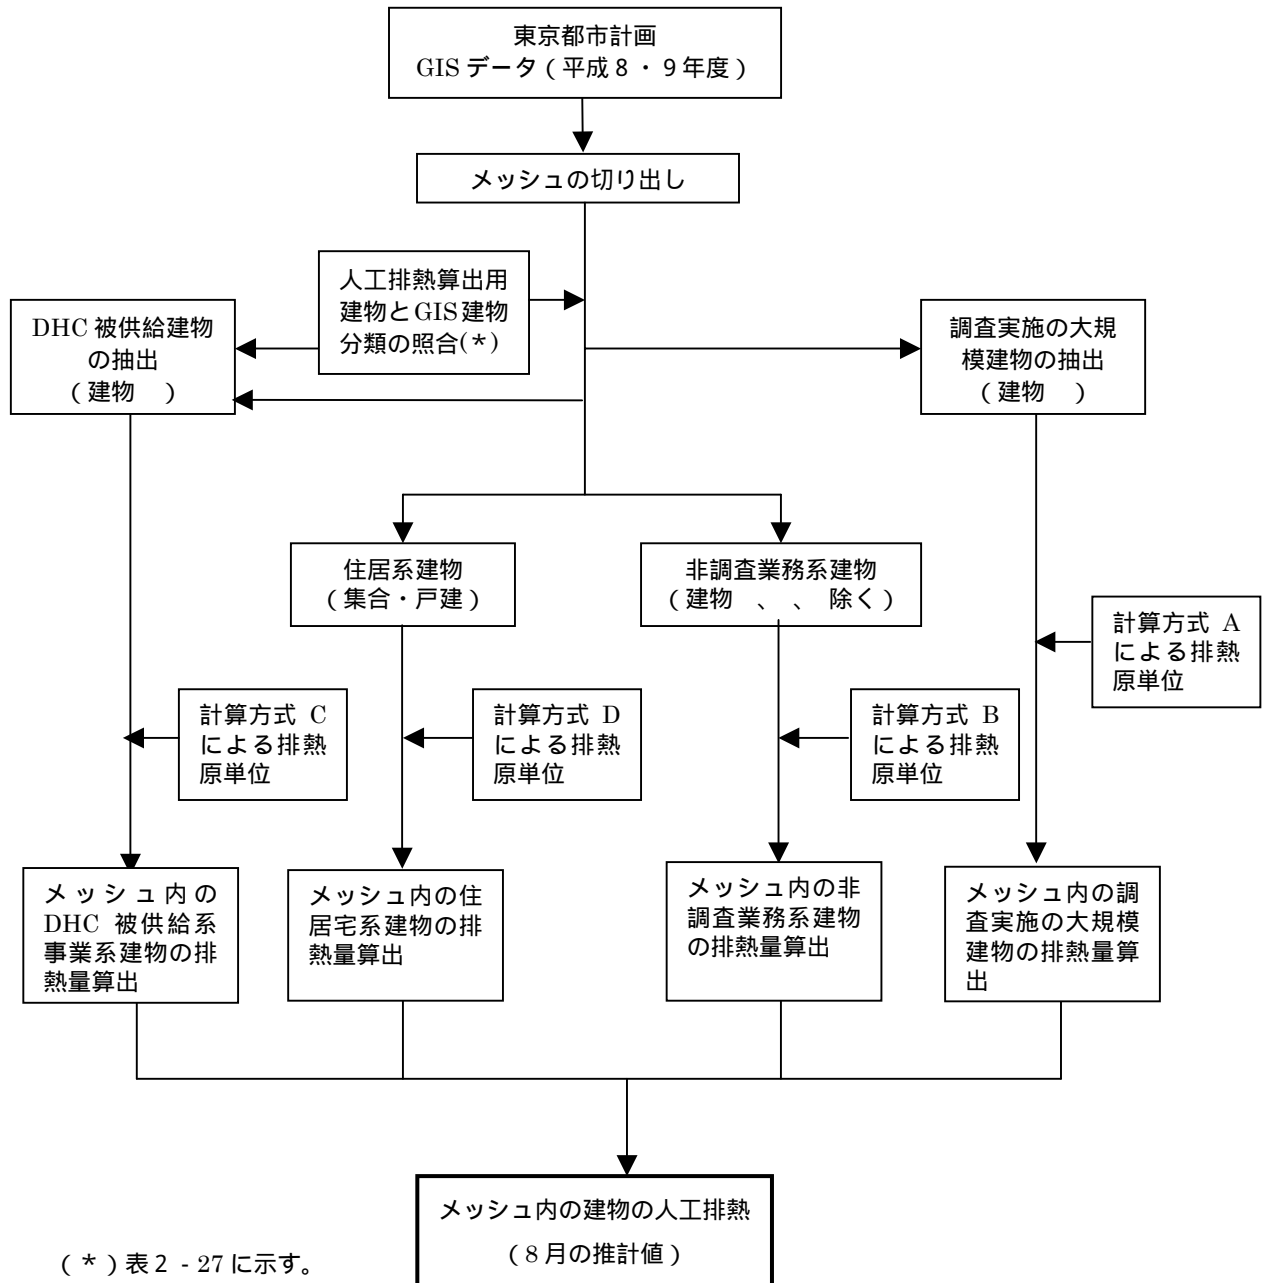 東京都市計画
GIS データ（平成８・９年度）
メッシュの切り出し
人工排熱算出用
建物とGIS建物
分類の照合(＊)
DHC 被供給建物
の抽出
（建物　）
調査実施の大規
模建物の抽出
（建物　）
住居系建物
（集合・戸建）
非調査業務系建物
（建物　、　、　除く）
計算方式 A
による排熱
原単位
計算方式 C
による排熱
原単位
計算方式 D
による排熱
原単位
計算方式 B
による排熱
原単位
メッシュ内の
DHC 被供給系
事業系建物の排
熱量算出
メッシュ内の住
居宅系建物の排
熱量算出
メッシュ内の非
調査業務系建物
の排熱量算出
メッシュ内の調
査実施の大規模
建物の排熱量算
出
メッシュ内の建物の人工排熱
（8 月の推計値）
（＊）表２ - 27 に示す。